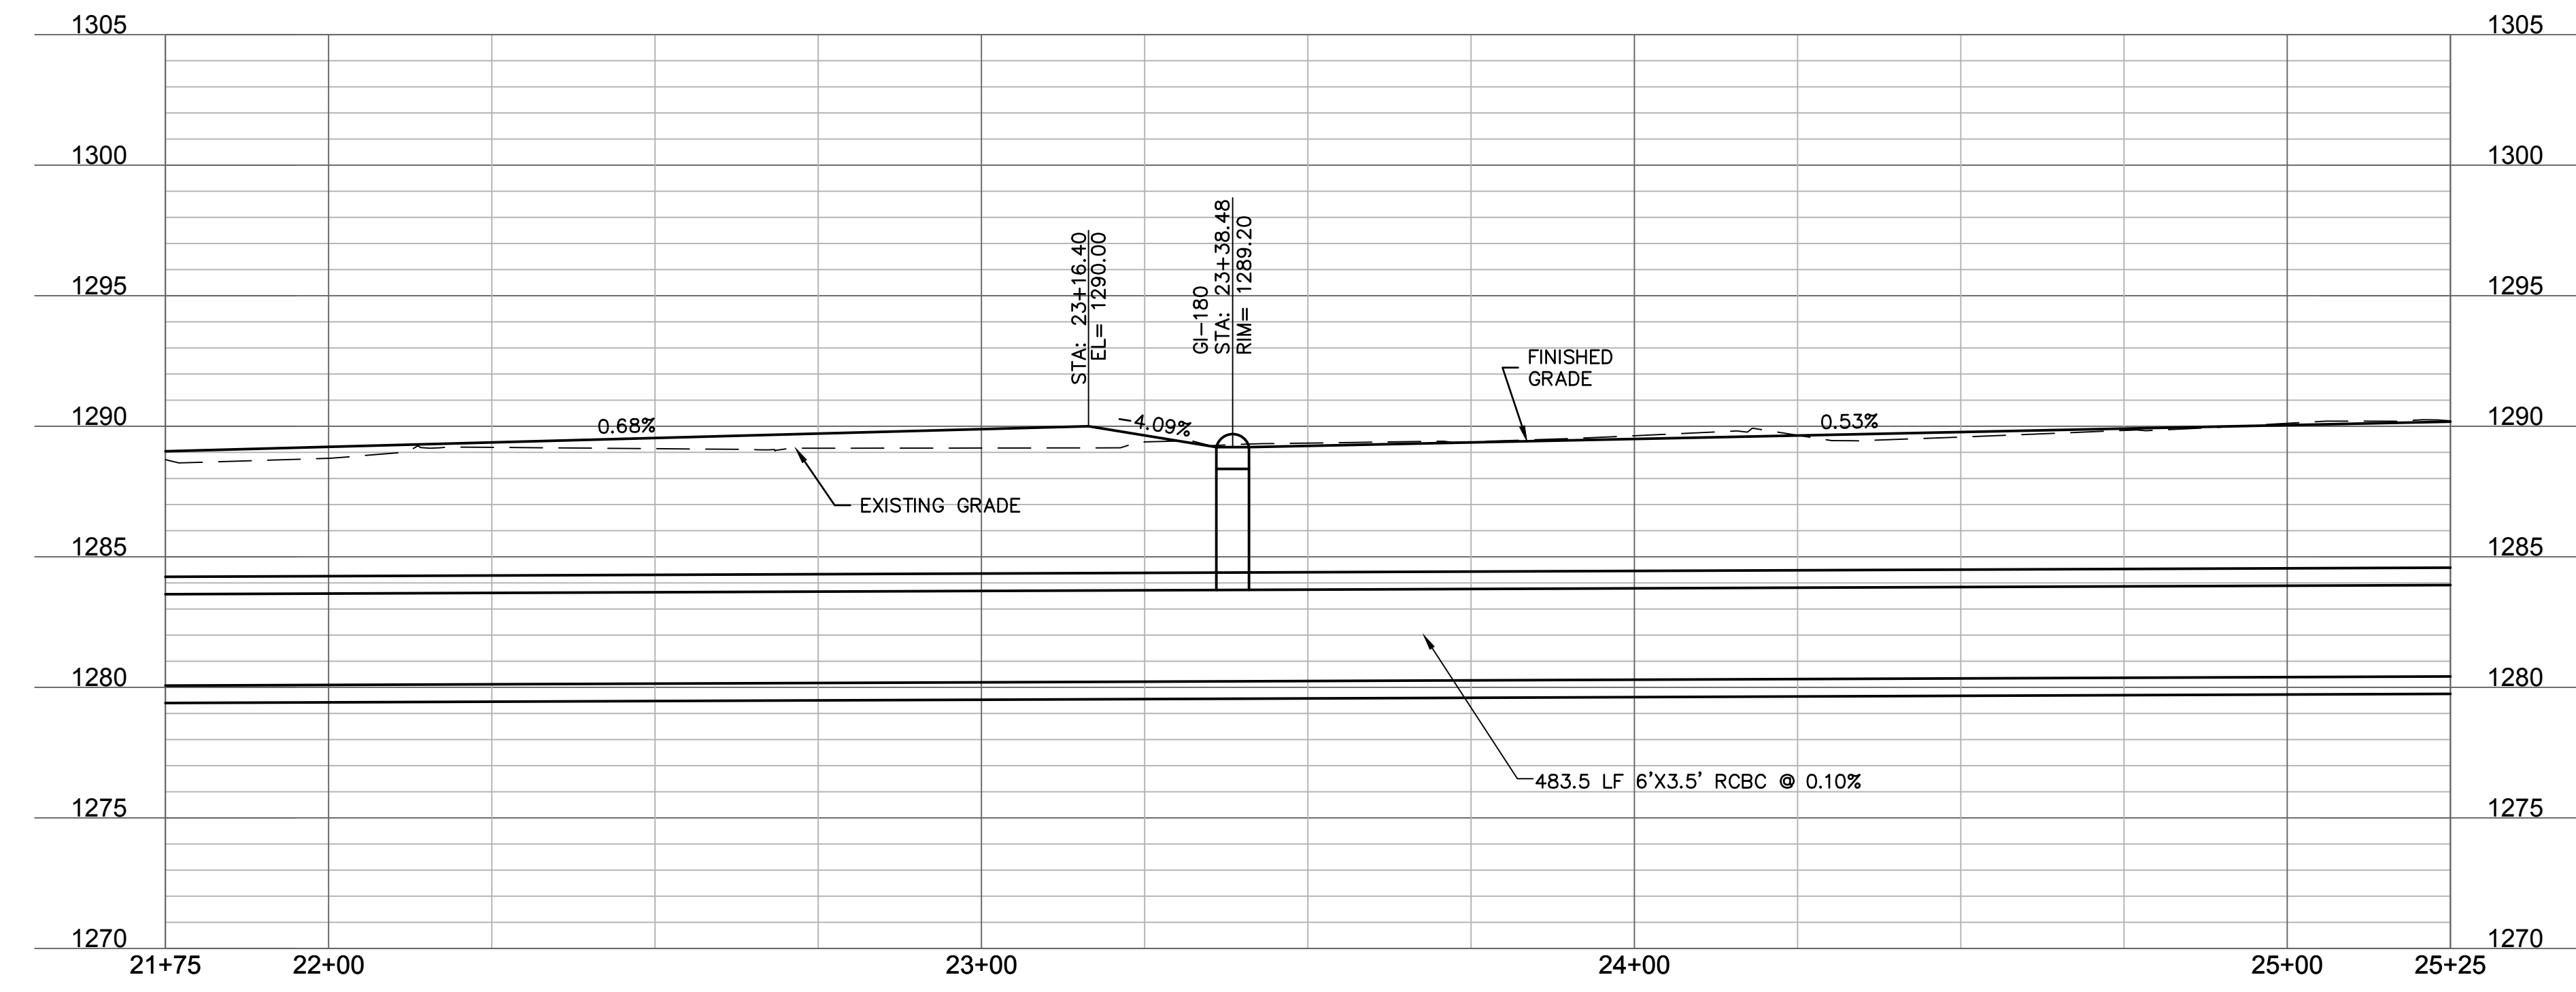 1305
1305
1300
1300
STA: 23+16.40
EL= 1290.00
GI-180
STA: 23+38.48
RIM= 1289.20
1295
1295
FINISHED
GRADE
1290
0.68%
-4.09%
0.53%
1290
EXISTING GRADE
1285
1285
1280
1280
483.5 LF 6'X3.5' RCBC @ 0.10%
1275
1275
1270
1270
21+75
22+00
23+00
24+00
25+00
25+25